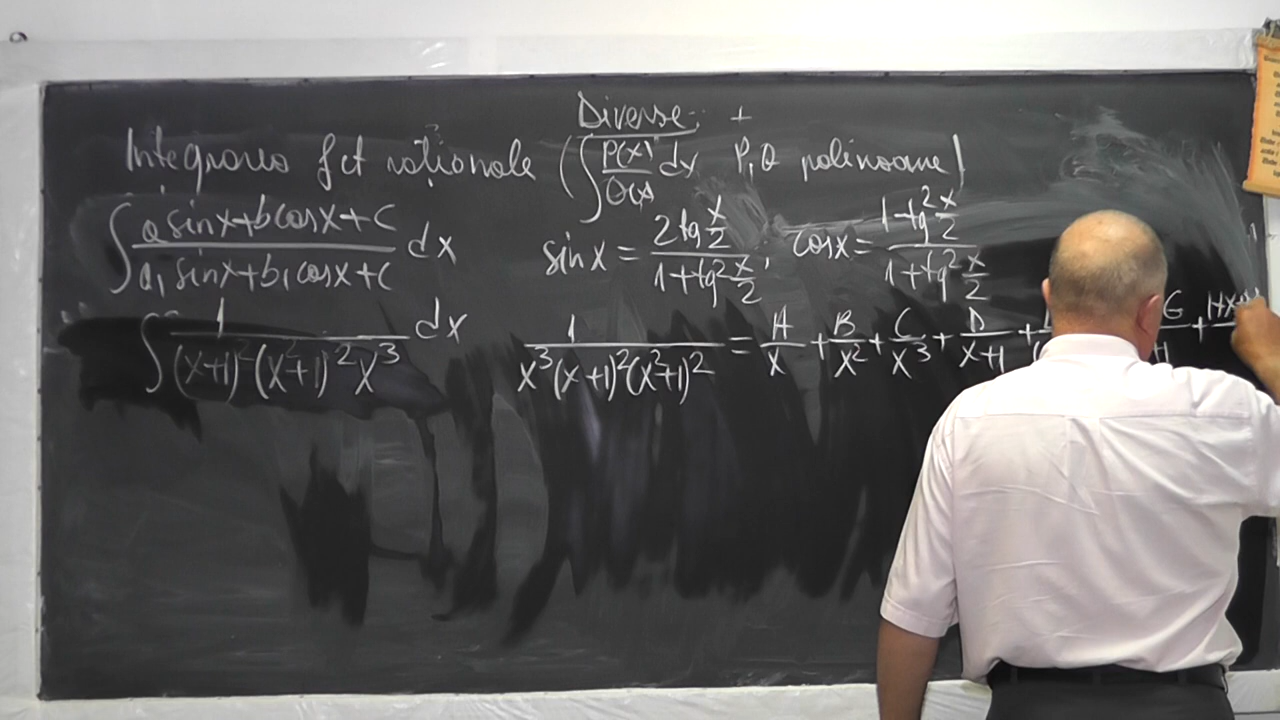 Diverse: +
Integrarea fct raționale (∫ P(x)/Q(x) dx P,Q polinoame)
∫ (a sinx+b cosx+c)/(a₁ sinx+b₁ cosx+c) dx sinx = (2tg x/2)/(1+tg² x/2); cosx = (1-tg² x/2)/(1+tg² x/2)
∫ 1/((x+1)²(x²+1)²x³) dx 1/(x³(x+1)²(x²+1)²) = A/x + B/x² + C/x³ + D/(x+1) +